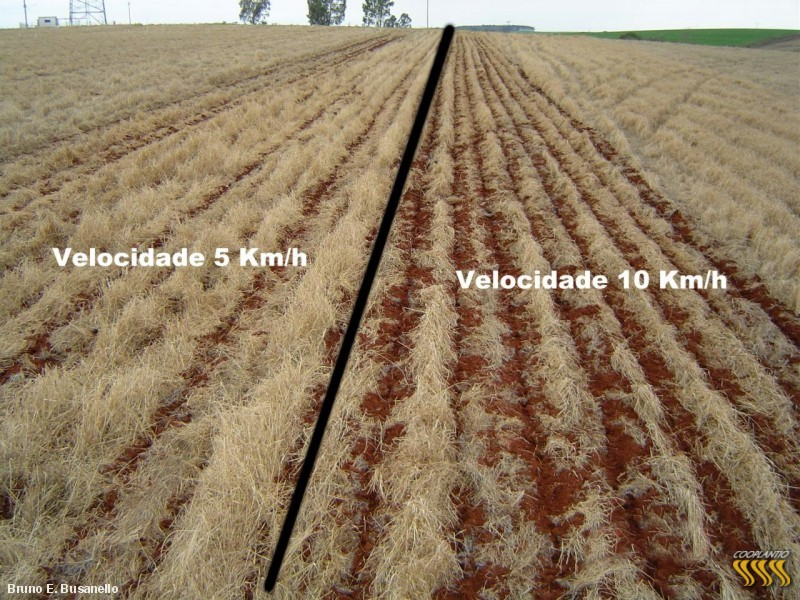 Velocidade 5 Km/h
Velocidade 10 Km/h
COOPLANTIO
Bruno E. Busanello